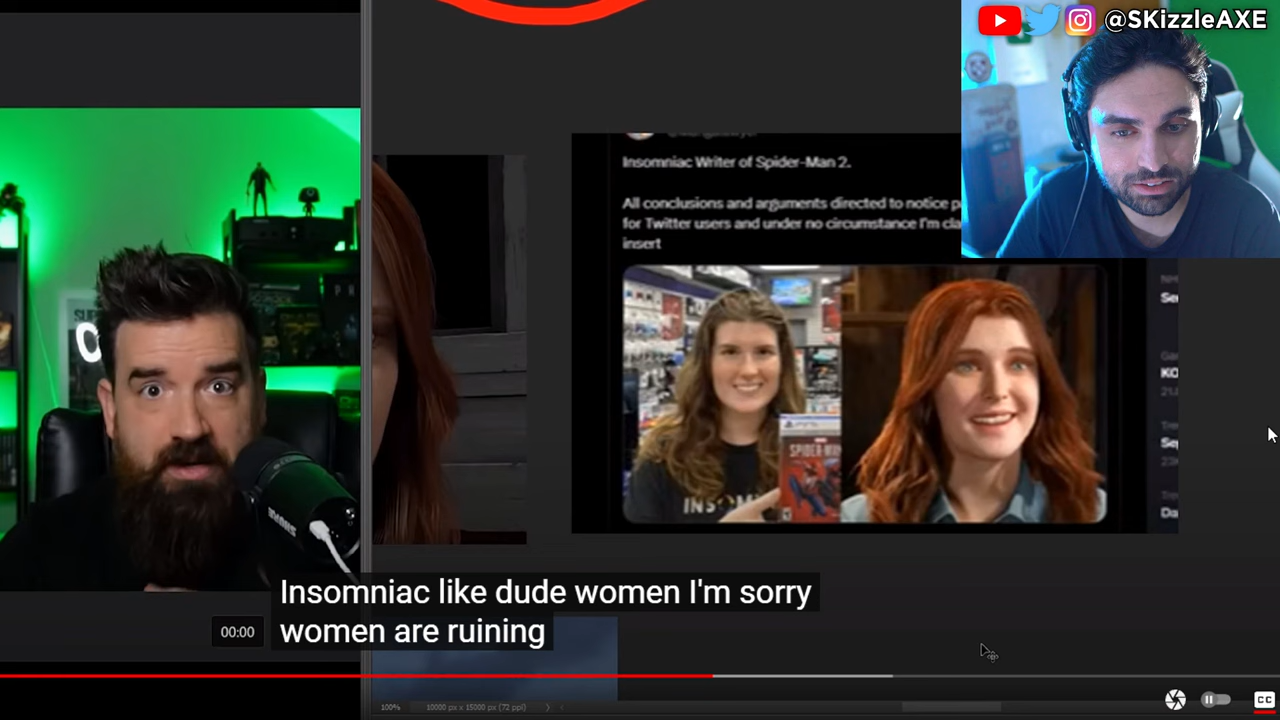 @SKizzleAXE
Insomniac Writer of Spider-Man 2.
All conclusions and arguments directed to notice
for Twitter users and under no circumstance I'm
insert
INSOM
SPIDER-MAN
Insomniac like dude women I'm sorry
women are ruining
00:00
100% 10000 px x 15000 px (72 ppi)
CC